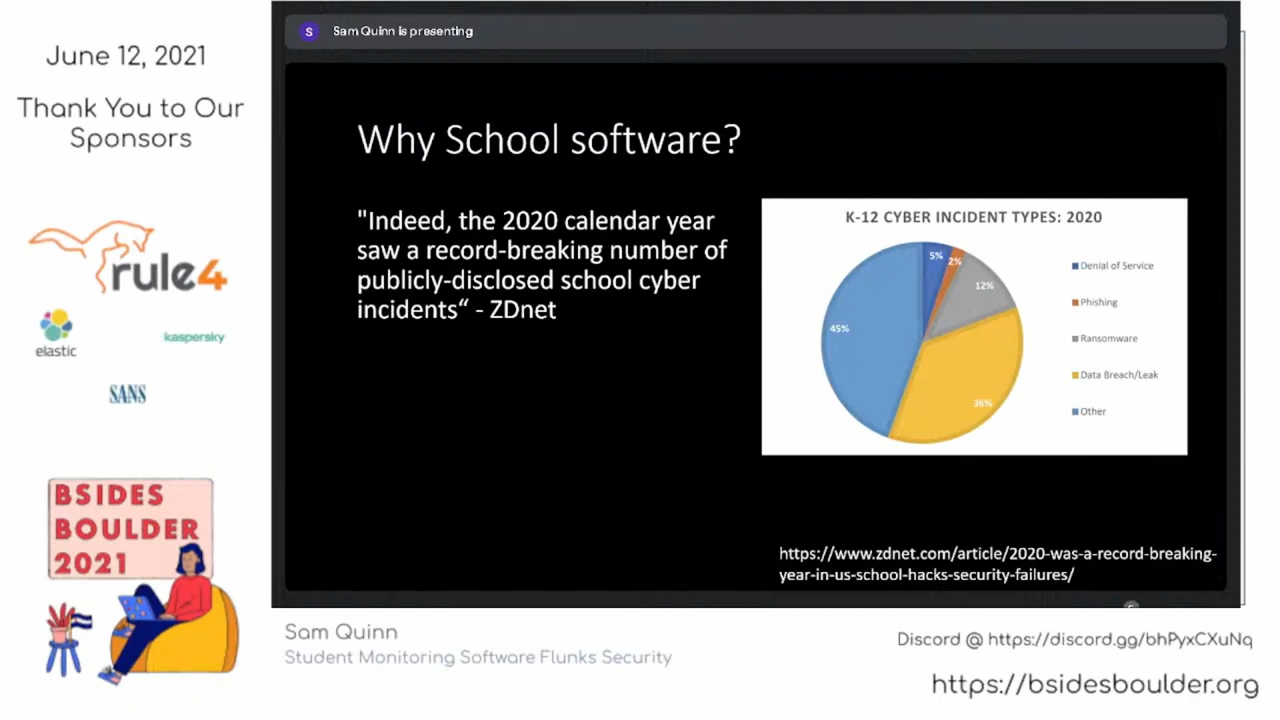 June 12, 2021
Thank You to Our
Sponsors
rule4
elastic
kaspersky
SANS
BSIDES
BOULDER
2021
S
Sam Quinn is presenting
Why School software?
"Indeed, the 2020 calendar year
saw a record-breaking number of
publicly-disclosed school cyber
incidents“ - ZDnet
K-12 CYBER INCIDENT TYPES: 2020
5%
2%
12%
45%
36%
Denial of Service
Phishing
Ransomware
Data Breach/Leak
Other
https://www.zdnet.com/article/2020-was-a-record-breaking-
year-in-us-school-hacks-security-failures/
Sam Quinn
Student Monitoring Software Flunks Security
Discord @ https://discord.gg/bhPyxCXuNq
https://bsidesboulder.org